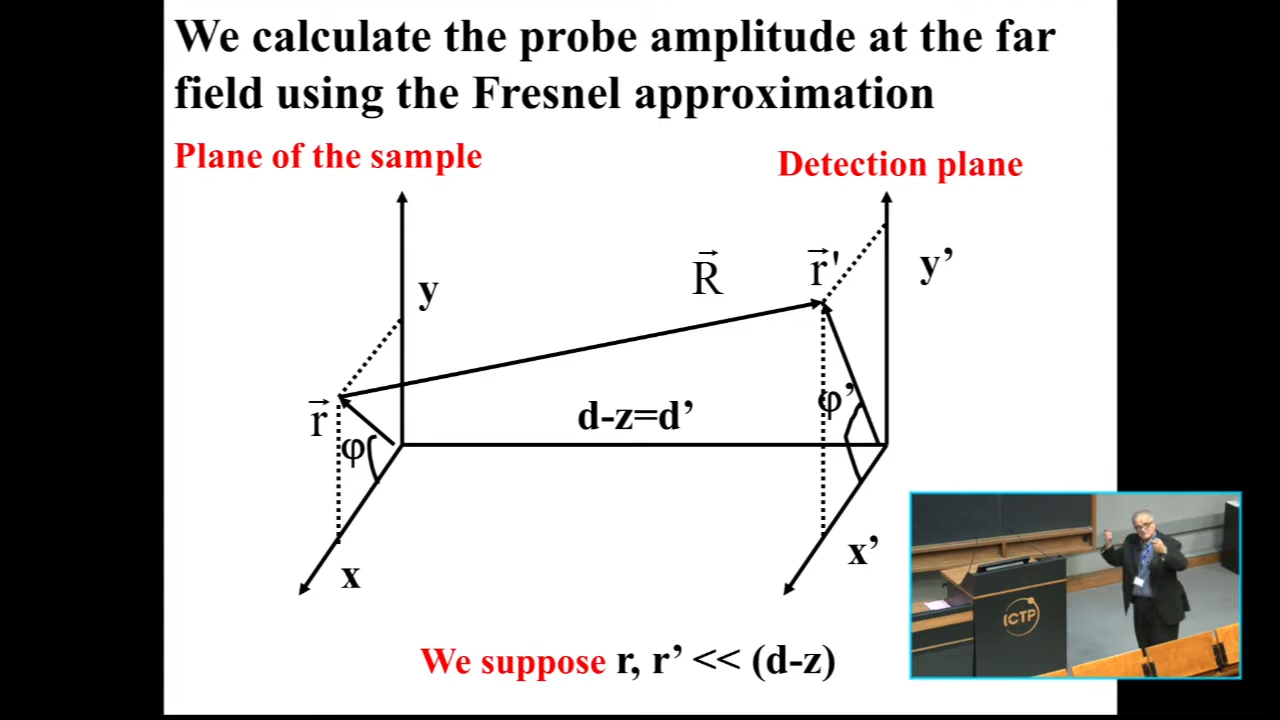 We calculate the probe amplitude at the far
field using the Fresnel approximation
Plane of the sample
Detection plane
y
R⃗
r⃗'
y’
r⃗
φ
d-z=d’
φ’
x
x’
ICTP
We suppose r, r’ << (d-z)